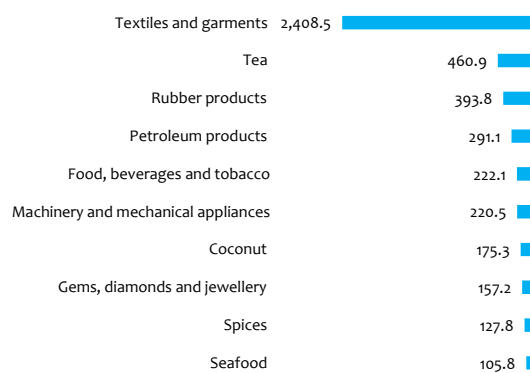 Textiles and garments 2,408.5
Tea 460.9
Rubber products 393.8
Petroleum products 291.1
Food, beverages and tobacco 222.1
Machinery and mechanical appliances 220.5
Coconut 175.3
Gems, diamonds and jewellery 157.2
Spices 127.8
Seafood 105.8